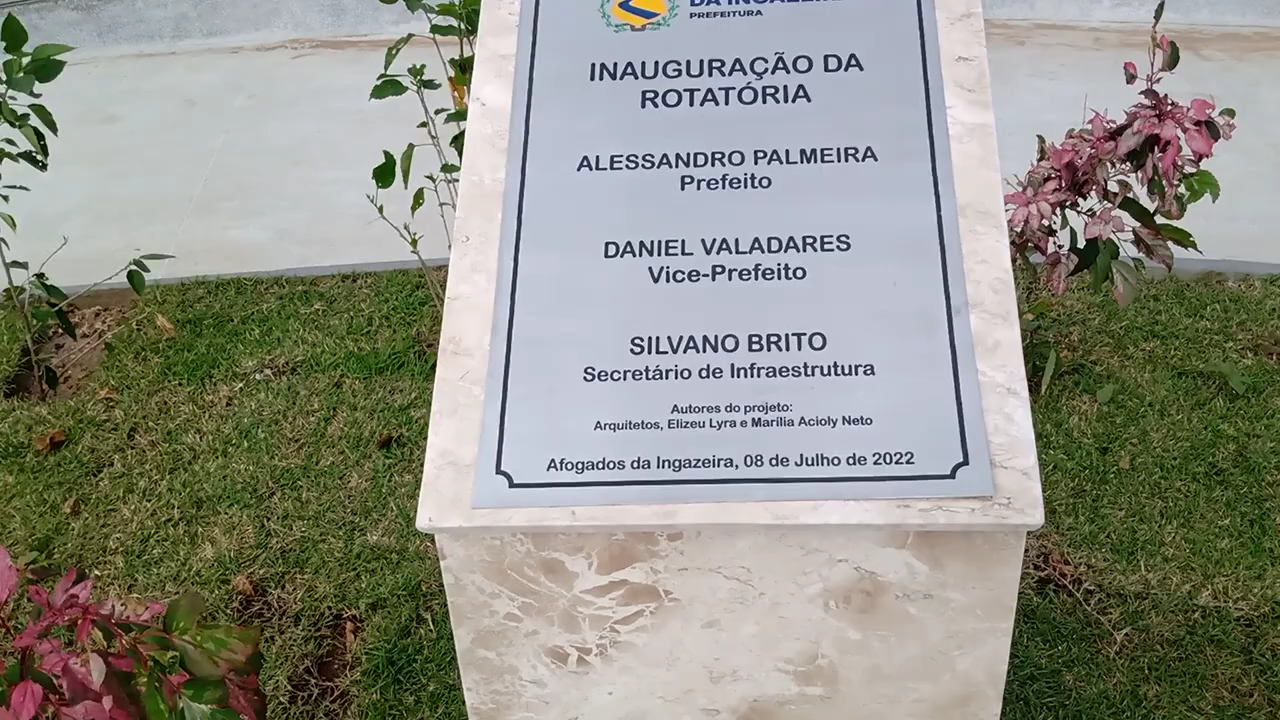 DA INGAZEIRA
PREFEITURA
INAUGURAÇÃO DA
ROTATÓRIA
ALESSANDRO PALMEIRA
Prefeito
DANIEL VALADARES
Vice-Prefeito
SILVANO BRITO
Secretário de Infraestrutura
Autores do projeto:
Arquitetos, Elizeu Lyra e Marília Acioly Neto
Afogados da Ingazeira, 08 de Julho de 2022